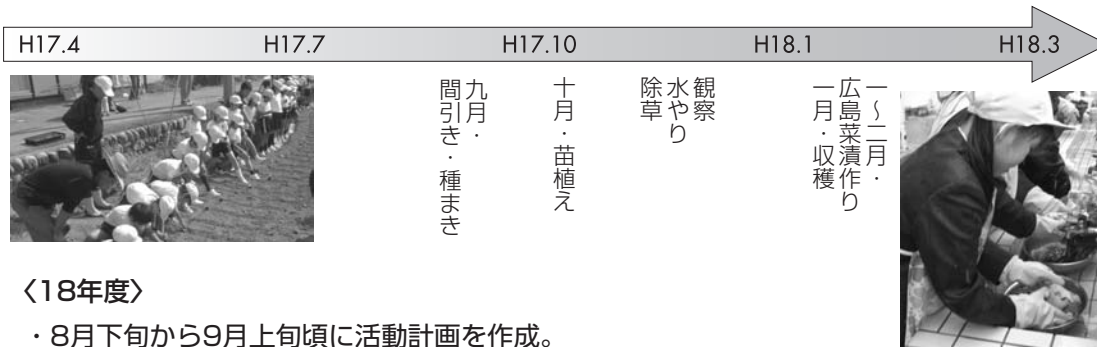 H17.4
H17.7
H17.10
H18.1
H18.3
九月・
間引き・種まき
十月・苗植え
観察
水やり
除草
一～二月・
広島菜漬作り
一月・収穫
〈18年度〉
・8月下旬から9月上旬頃に活動計画を作成。